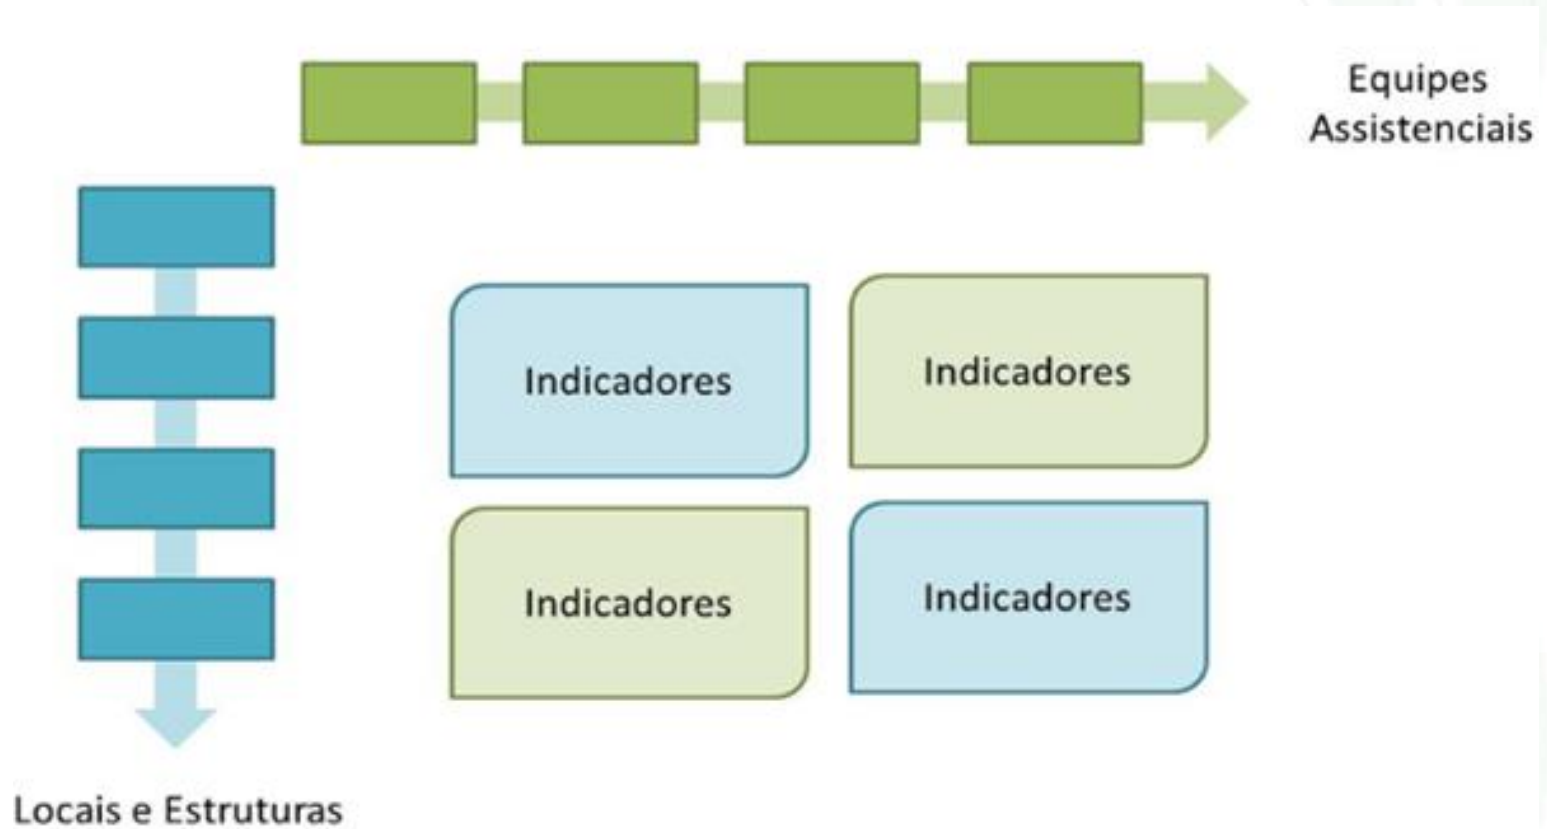 Equipes
Assistenciais
Indicadores
Indicadores
Indicadores
Indicadores
Locais e Estruturas